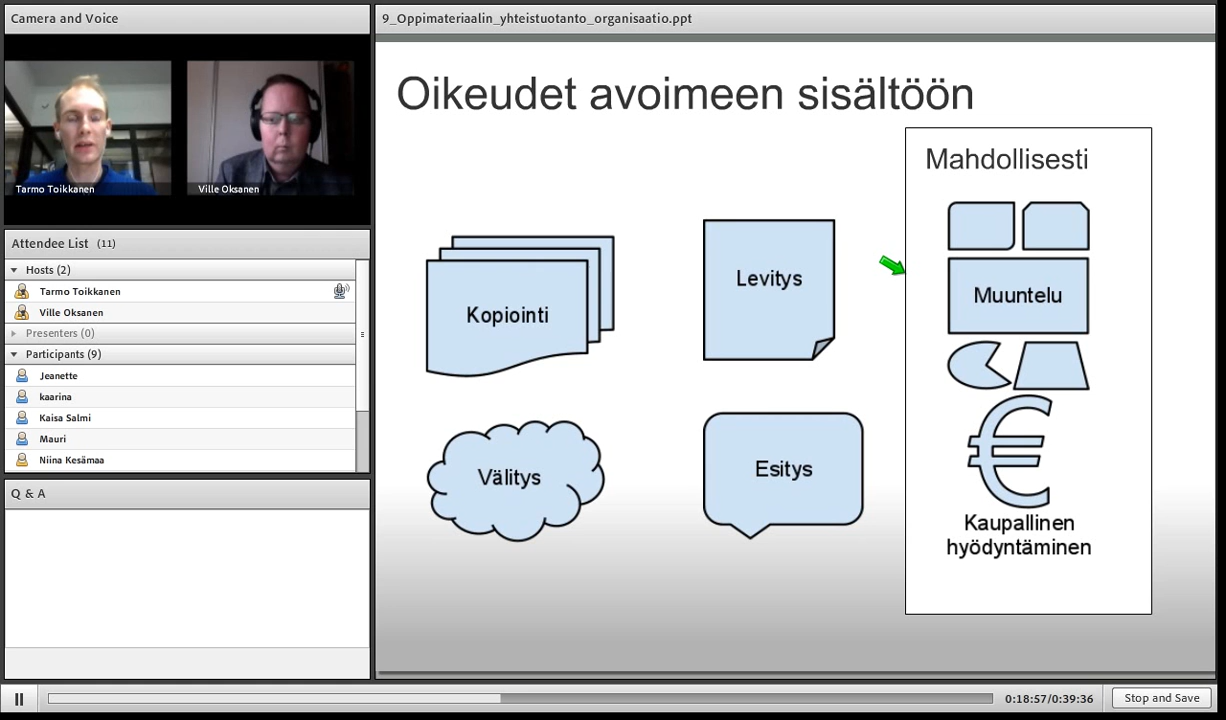 Camera and Voice
Tarmo Toikkanen
Ville Oksanen
Attendee List (11)
Hosts (2)
Tarmo Toikkanen
Ville Oksanen
Presenters (0)
Participants (9)
Jeanette
kaarina
Kaisa Salmi
Mauri
Niina Kesämaa
Q & A
9_Oppimateriaalin_yhteistuotanto_organisaatio.ppt
Oikeudet avoimeen sisältöön
Kopiointi
Levitys
Välitys
Esitys
Mahdollisesti
Muuntelu
€
Kaupallinen
hyödyntäminen
0:18:57/0:39:36
Stop and Save